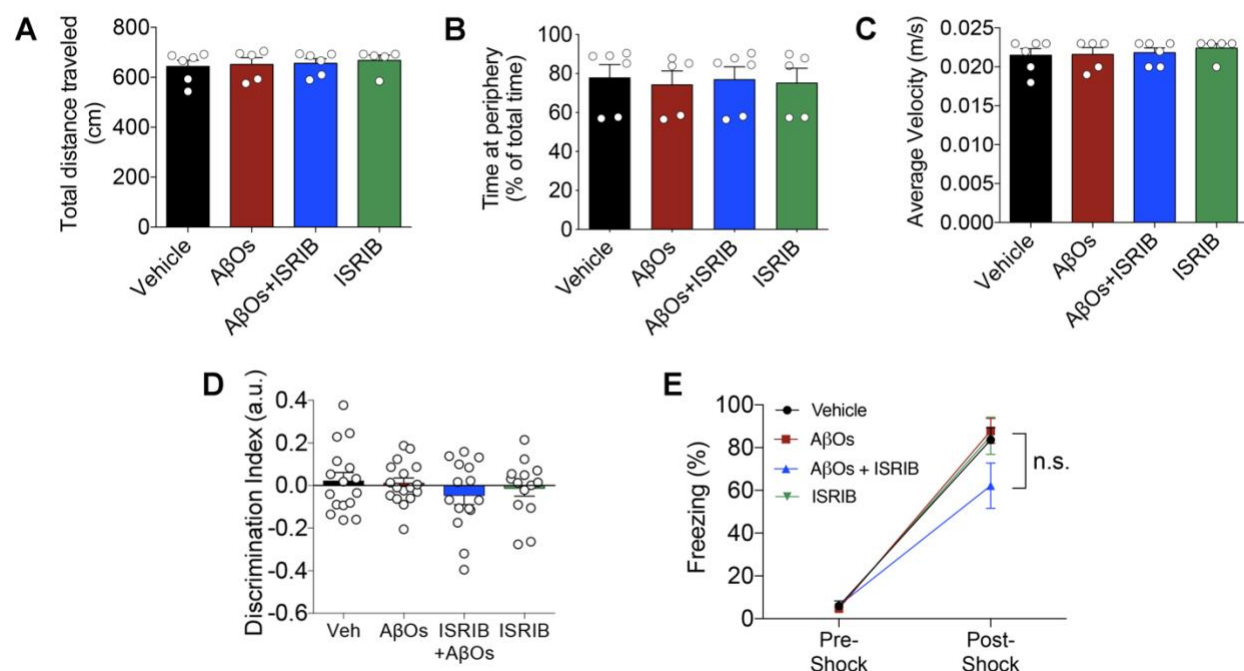 A
Total distance traveled
(cm)
800
600
400
200
0
Vehicle
AβOs
AβOs+ISRIB
ISRIB
B
Time at periphery
(% of total time)
100
80
60
40
20
0
Vehicle
AβOs
AβOs+ISRIB
ISRIB
C
Average Velocity (m/s)
0.025
0.020
0.015
0.010
0.005
0.000
Vehicle
AβOs
AβOs+ISRIB
ISRIB
D
Discrimination Index (a.u.)
0.4
0.2
0.0
-0.2
-0.4
-0.6
Veh
AβOs
ISRIB
+AβOs
ISRIB
E
Freezing (%)
100
80
60
40
20
0
Vehicle
AβOs
AβOs + ISRIB
ISRIB
n.s.
Pre-
Shock
Post-
Shock